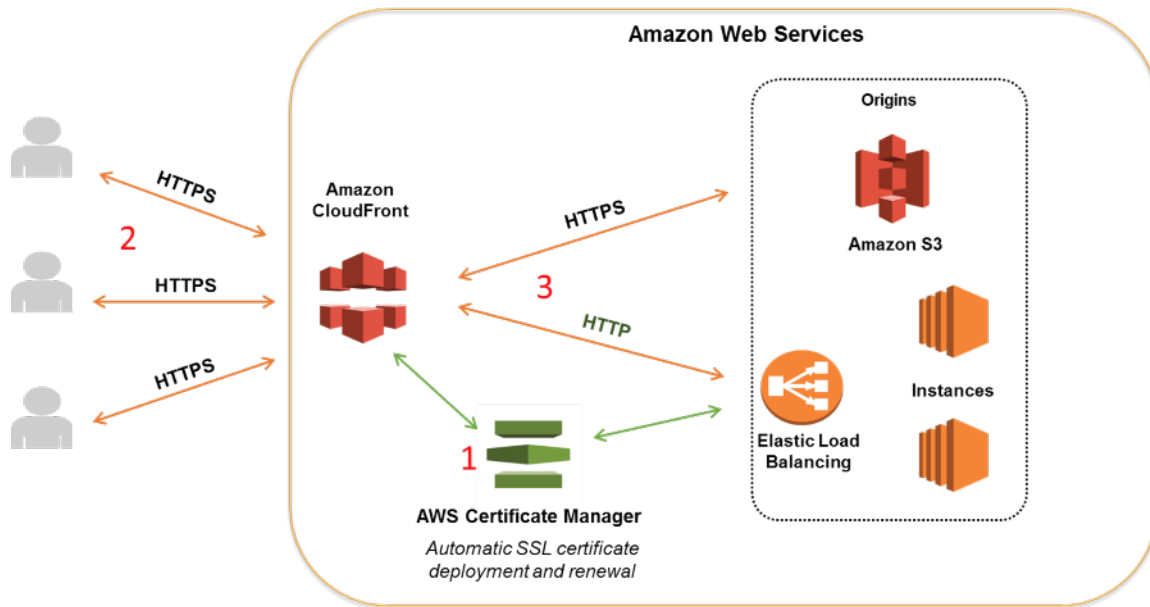 Amazon Web Services
Origins
HTTPS
Amazon
CloudFront
HTTPS
Amazon S3
2
HTTPS
3
HTTP
HTTPS
Instances
1
Elastic Load
Balancing
AWS Certificate Manager
Automatic SSL certificate
deployment and renewal